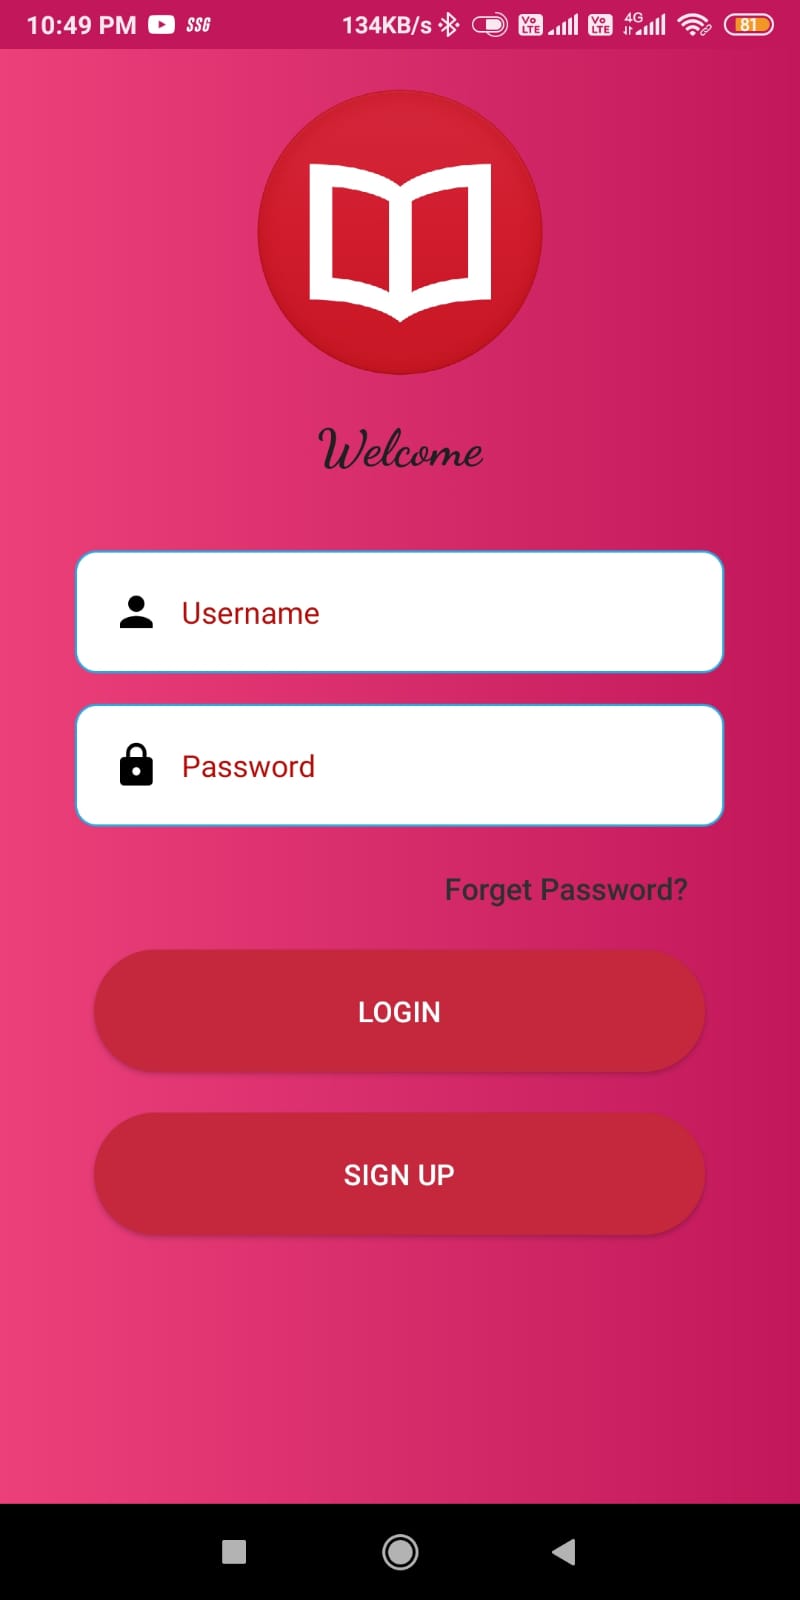 10:49 PM SSG 134KB/s Vo LTE Vo LTE 4G 81
Welcome
Username
Password
Forget Password?
LOGIN
SIGN UP